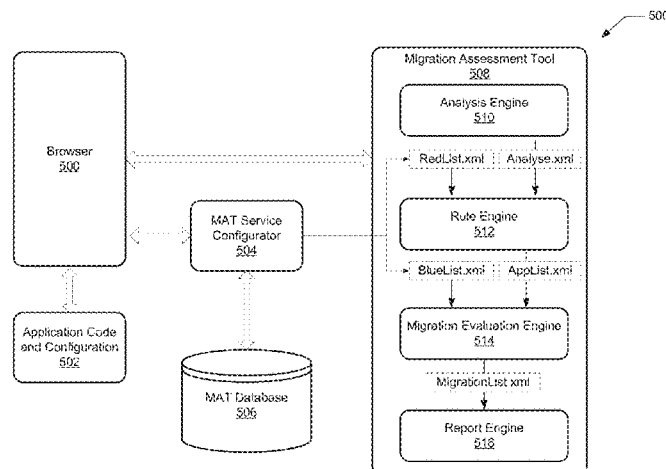 500
Migration Assessment Tool
508
Analysis Engine
510
Browser
500
RedList.xml
Analyse.xml
MAT Service
Configurator
504
Rule Engine
512
BlueList.xml
AppList.xml
Application Code
and Configuration
502
Migration Evaluation Engine
514
MigrationList.xml
MAT Database
506
Report Engine
516